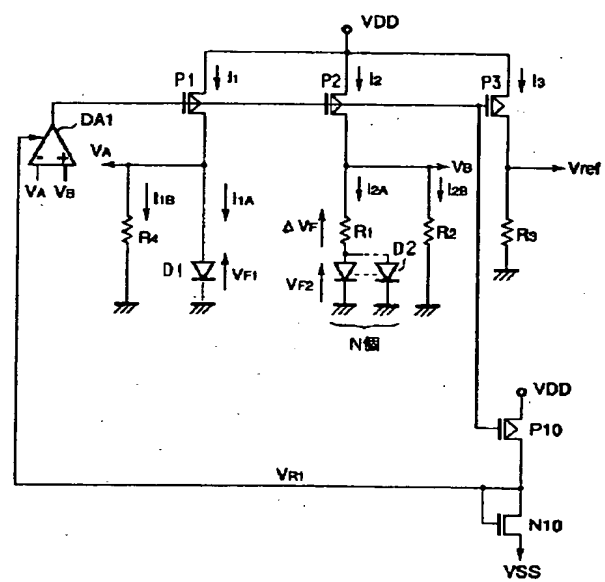 VDD
P1
I1
P2
I2
P3
I3
DA1
VA
VB
Vref
- +
VA VB
I1B
I1A
I2A
I2B
R4
ΔVF
R1
R2
R3
D1
VF1
D2
VF2
N個
VDD
P10
VR1
N10
VSS